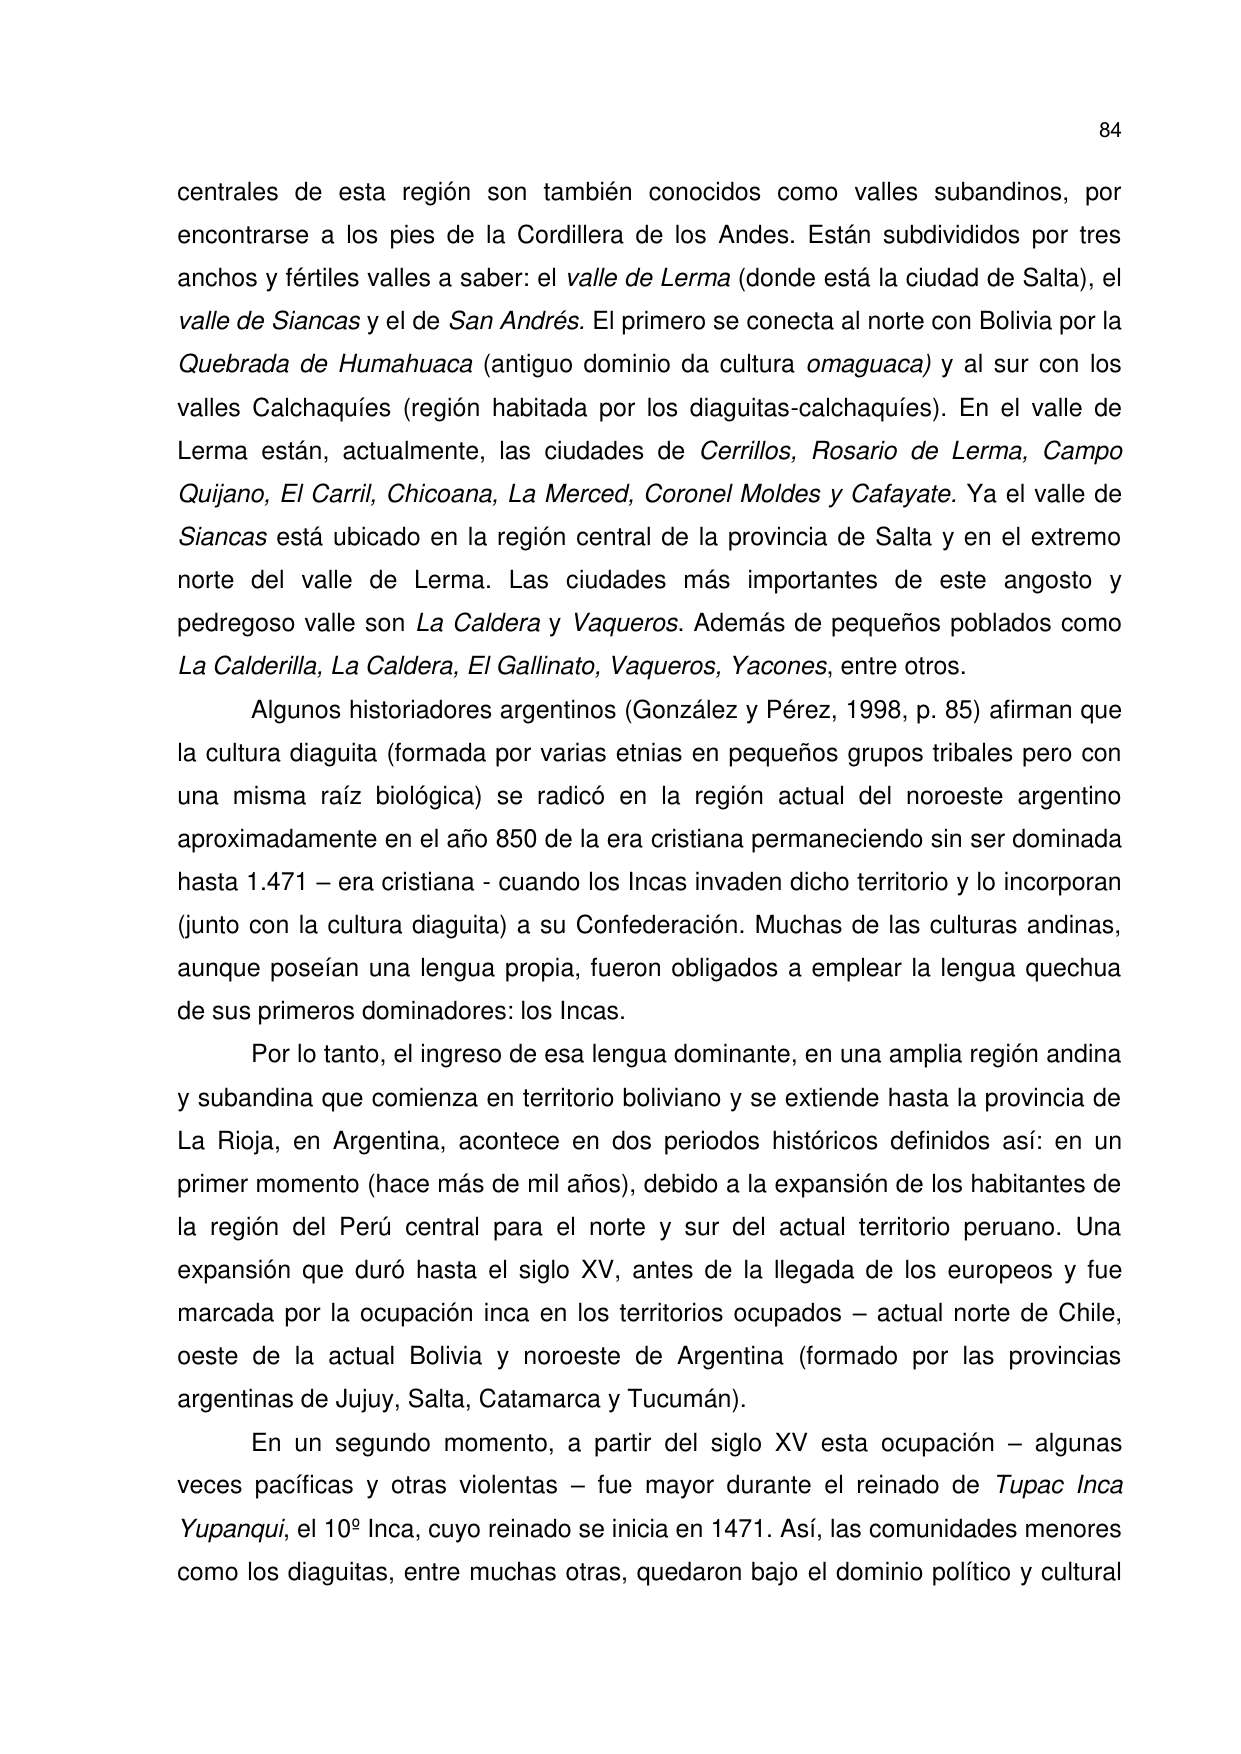 84
centrales de esta región son también conocidos como valles subandinos, por
encontrarse a los pies de la Cordillera de los Andes. Están subdivididos por tres
anchos y fértiles valles a saber: el valle de Lerma (donde está la ciudad de Salta), el
valle de Siancas y el de San Andrés. El primero se conecta al norte con Bolivia por la
Quebrada de Humahuaca (antiguo dominio da cultura omaguaca) y al sur con los
valles Calchaquíes (región habitada por los diaguitas-calchaquíes). En el valle de
Lerma están, actualmente, las ciudades de Cerrillos, Rosario de Lerma, Campo
Quijano, El Carril, Chicoana, La Merced, Coronel Moldes y Cafayate. Ya el valle de
Siancas está ubicado en la región central de la provincia de Salta y en el extremo
norte del valle de Lerma. Las ciudades más importantes de este angosto y
pedregoso valle son La Caldera y Vaqueros. Además de pequeños poblados como
La Calderilla, La Caldera, El Gallinato, Vaqueros, Yacones, entre otros.
Algunos historiadores argentinos (González y Pérez, 1998, p. 85) afirman que
la cultura diaguita (formada por varias etnias en pequeños grupos tribales pero con
una misma raíz biológica) se radicó en la región actual del noroeste argentino
aproximadamente en el año 850 de la era cristiana permaneciendo sin ser dominada
hasta 1.471 – era cristiana - cuando los Incas invaden dicho territorio y lo incorporan
(junto con la cultura diaguita) a su Confederación. Muchas de las culturas andinas,
aunque poseían una lengua propia, fueron obligados a emplear la lengua quechua
de sus primeros dominadores: los Incas.
Por lo tanto, el ingreso de esa lengua dominante, en una amplia región andina
y subandina que comienza en territorio boliviano y se extiende hasta la provincia de
La Rioja, en Argentina, acontece en dos periodos históricos definidos así: en un
primer momento (hace más de mil años), debido a la expansión de los habitantes de
la región del Perú central para el norte y sur del actual territorio peruano. Una
expansión que duró hasta el siglo XV, antes de la llegada de los europeos y fue
marcada por la ocupación inca en los territorios ocupados – actual norte de Chile,
oeste de la actual Bolivia y noroeste de Argentina (formado por las provincias
argentinas de Jujuy, Salta, Catamarca y Tucumán).
En un segundo momento, a partir del siglo XV esta ocupación – algunas
veces pacíficas y otras violentas – fue mayor durante el reinado de Tupac Inca
Yupanqui, el 10º Inca, cuyo reinado se inicia en 1471. Así, las comunidades menores
como los diaguitas, entre muchas otras, quedaron bajo el dominio político y cultural